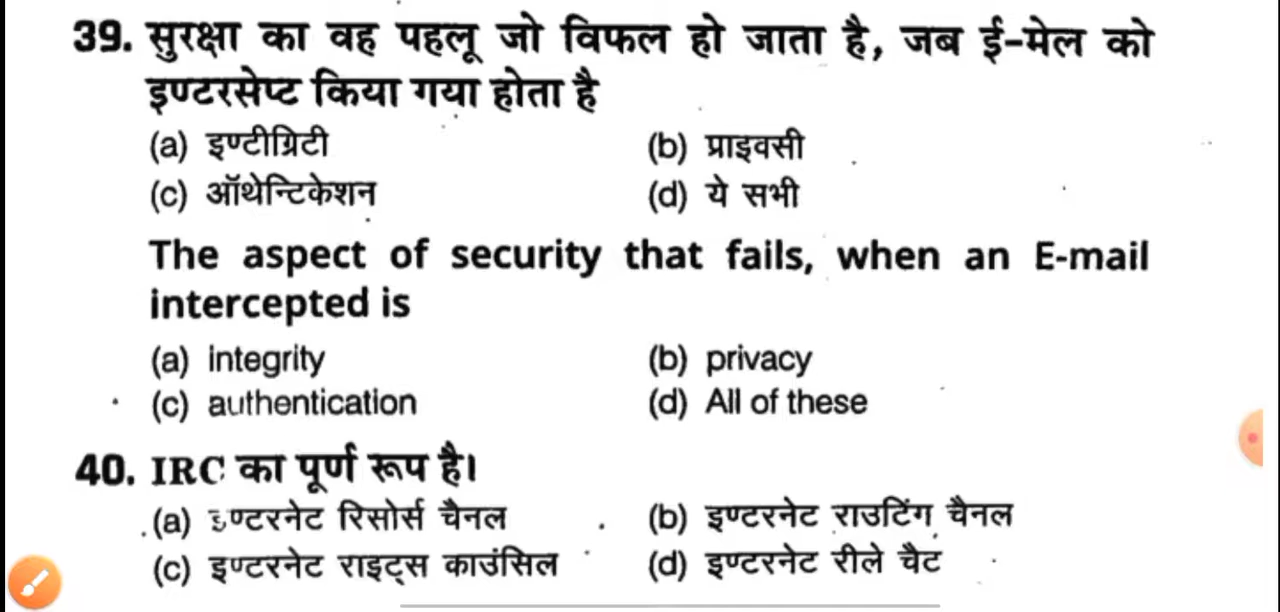 39. सुरक्षा का वह पहलू जो विफल हो जाता है, जब ई-मेल को
इण्टरसेप्ट किया गया होता है
(a) इण्टीग्रिटी (b) प्राइवसी
(c) ऑथेन्टिकेशन (d) ये सभी
The aspect of security that fails, when an E-mail
intercepted is
(a) integrity (b) privacy
(c) authentication (d) All of these
40. IRC का पूर्ण रूप है।
(a) इण्टरनेट रिसोर्स चैनल (b) इण्टरनेट राउटिंग चैनल
(c) इण्टरनेट राइट्स काउंसिल (d) इण्टरनेट रीले चैट